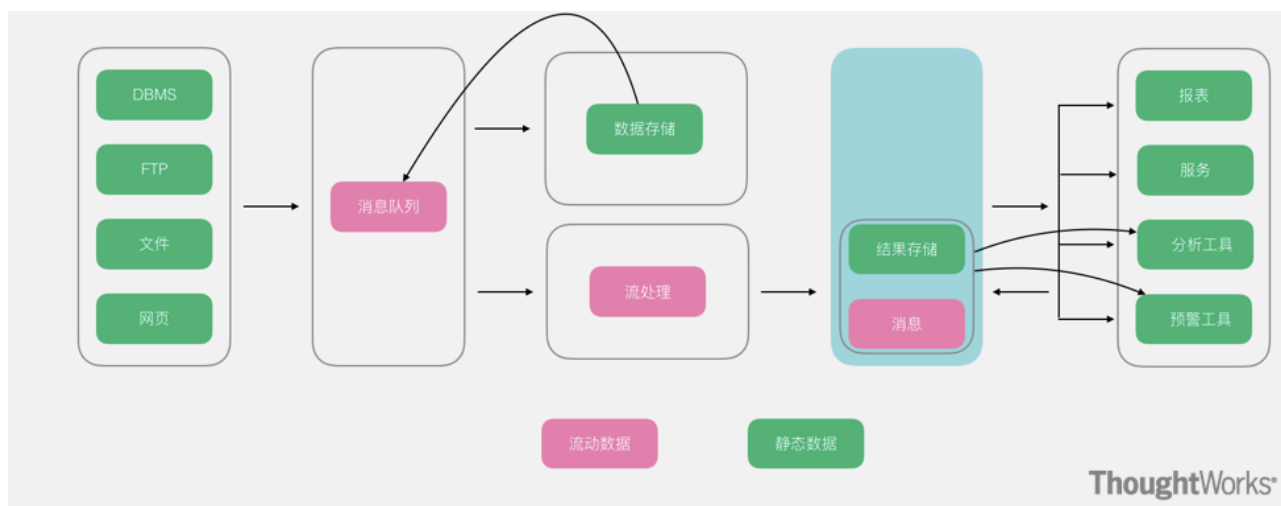 DBMS
FTP
文件
网页
消息队列
数据存储
流处理
结果存储
消息
报表
服务
分析工具
预警工具
流动数据
静态数据
ThoughtWorks®